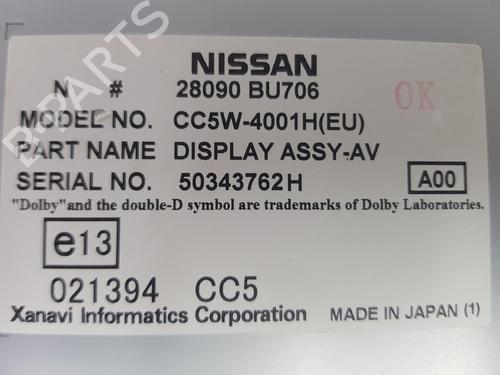 B-PARTS
NISSAN
N # 28090 BU706
OK
MODEL NO. CC5W-4001H(EU)
PART NAME DISPLAY ASSY-AV
SERIAL NO. 50343762H A00
"Dolby"and the double-D symbol are trademarks of Dolby Laboratories.
e13
021394 CC5
Xanavi Informatics Corporation MADE IN JAPAN (1)